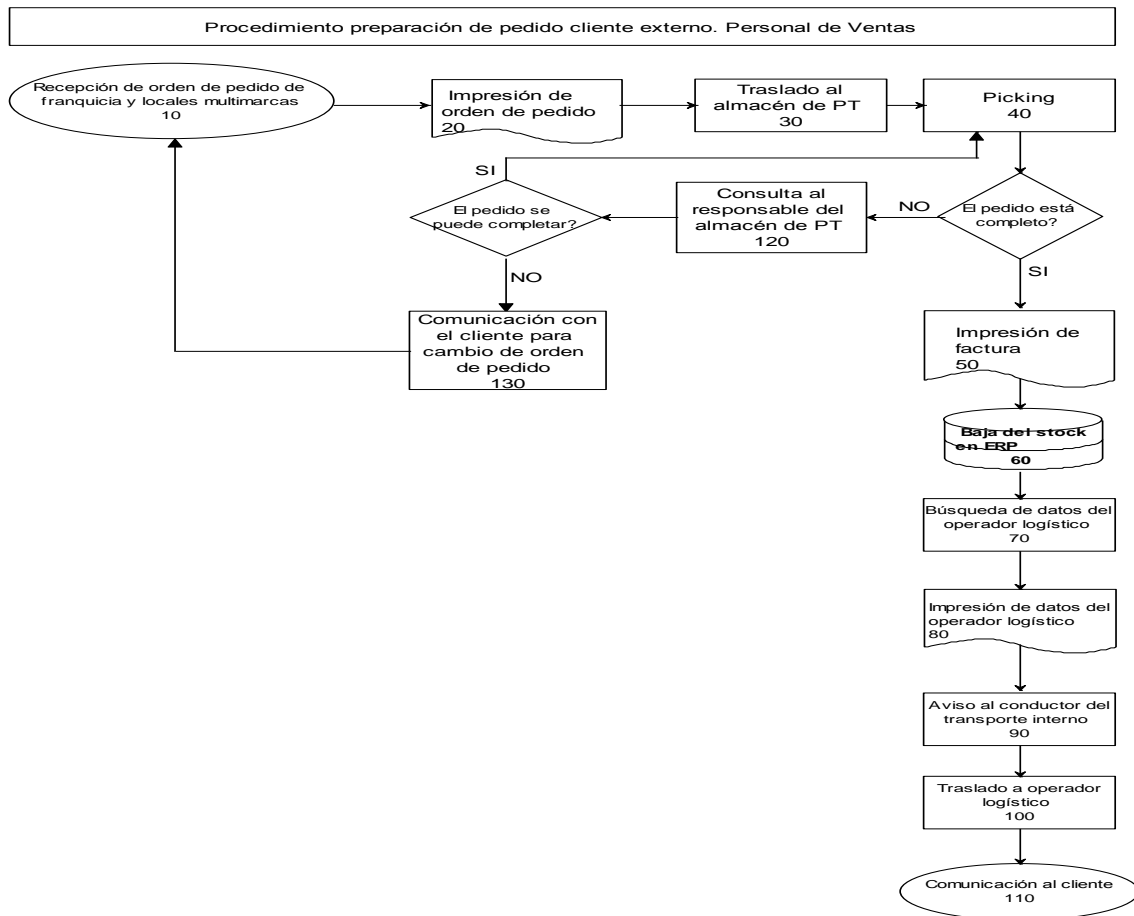 Procedimiento preparación de pedido cliente externo. Personal de Ventas
Recepción de orden de pedido de
franquicia y locales multimarcas
10
Impresión de
orden de pedido
20
Traslado al
almacén de PT
30
Picking
40
SI
El pedido se
puede completar?
Consulta al
responsable del
almacén de PT
120
NO
El pedido está
completo?
NO
SI
Comunicación con
el cliente para
cambio de orden
de pedido
130
Impresión de
factura
50
Baja del stock
en ERP
60
Búsqueda de datos del
operador logístico
70
Impresión de datos del
operador logístico
80
Aviso al conductor del
transporte interno
90
Traslado a operador
logístico
100
Comunicación al cliente
110